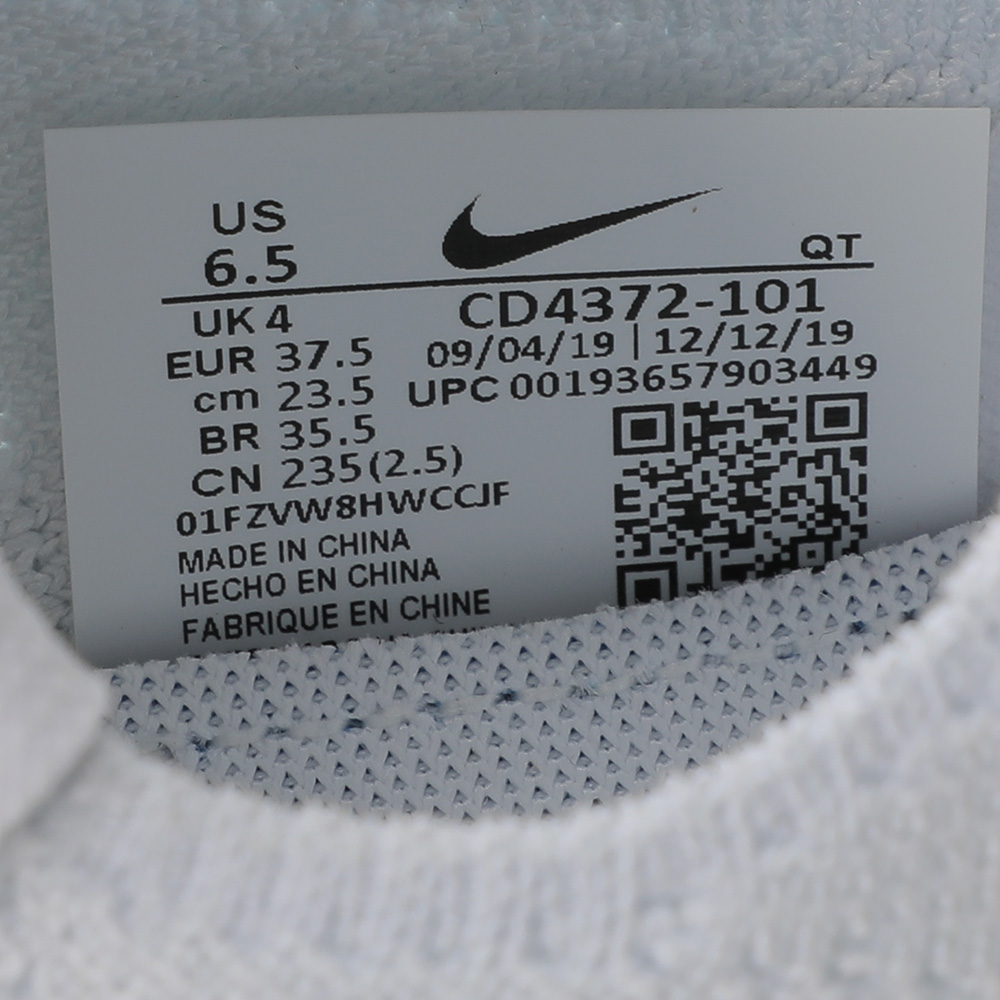 US
6.5
QT
UK 4
CD4372-101
EUR 37.5
09/04/19 | 12/12/19
cm 23.5
UPC 00193657903449
BR 35.5
CN 235(2.5)
01FZVW8HWCCJF
MADE IN CHINA
HECHO EN CHINA
FABRIQUE EN CHINE